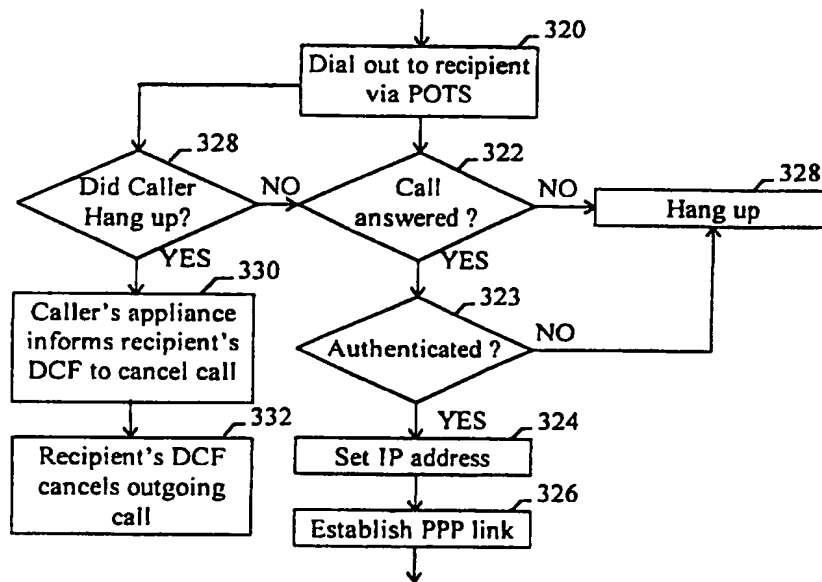 320
Dial out to recipient
via POTS
328
Did Caller
Hang up?
NO
YES
322
Call
answered ?
NO
YES
328
Hang up
330
Caller's appliance
informs recipient's
DCF to cancel call
323
Authenticated ?
NO
YES
332
Recipient's DCF
cancels outgoing
call
324
Set IP address
326
Establish PPP link